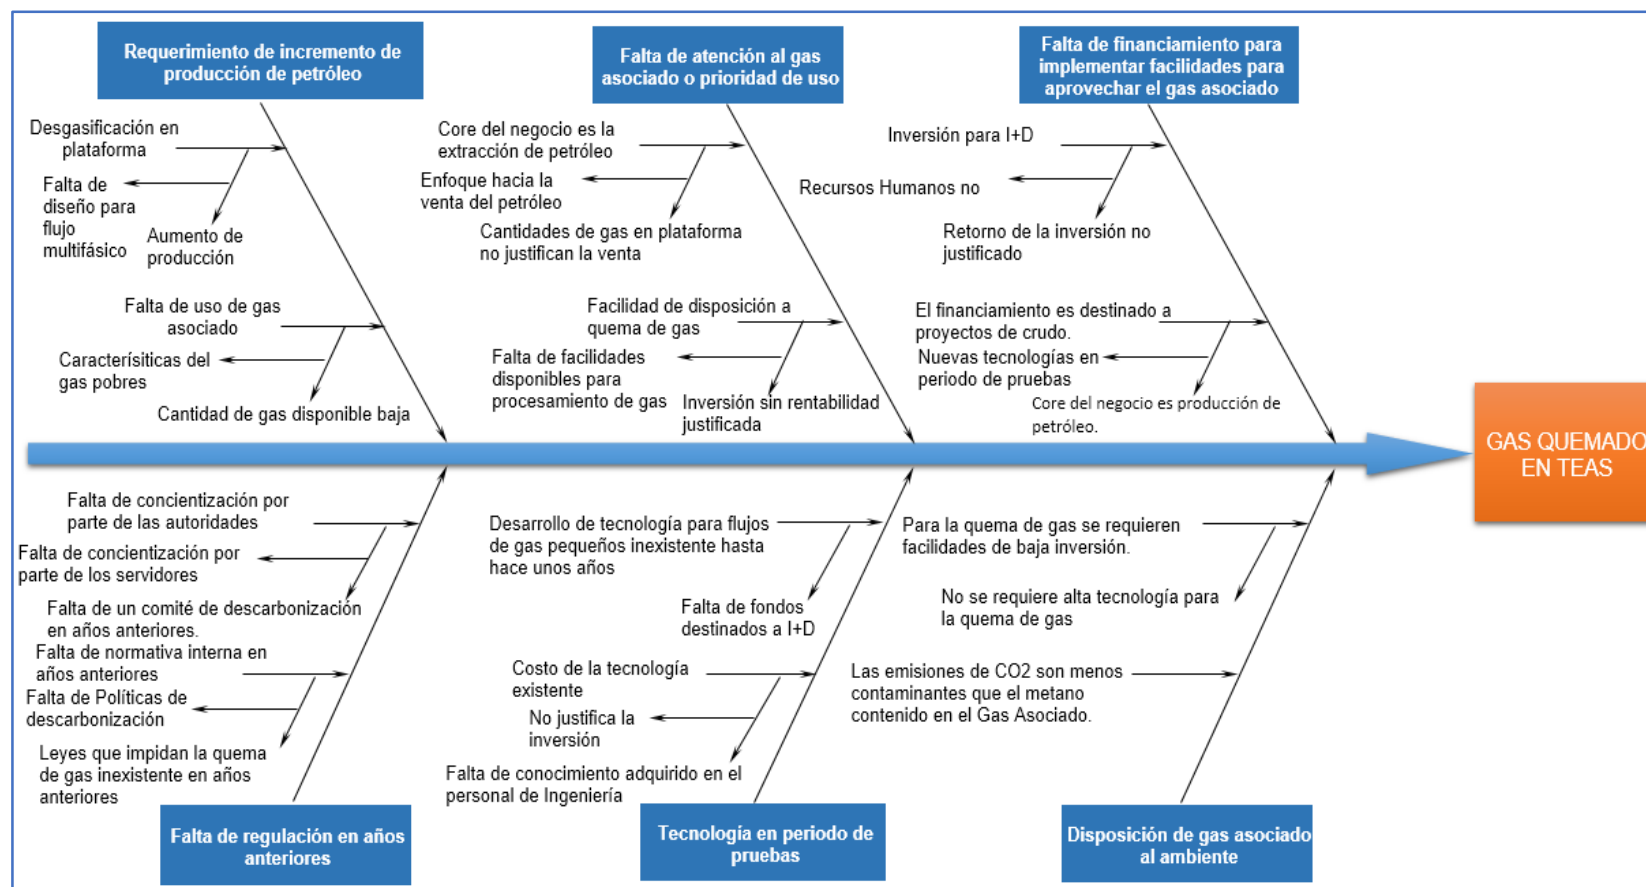 Requerimiento de incremento de
producción de petróleo
Falta de atención al gas
asociado o prioridad de uso
Falta de financiamiento para
implementar facilidades para
aprovechar el gas asociado
Desgasificación en
plataforma
Falta de
diseño para
flujo
multifásico
Aumento de
producción
Falta de uso de gas
asociado
Caracterísiticas del
gas pobres
Cantidad de gas disponible baja
Core del negocio es la
extracción de petróleo
Enfoque hacia la
venta del petróleo
Cantidades de gas en plataforma
no justifican la venta
Facilidad de disposición a
quema de gas
Falta de facilidades
disponibles para
procesamiento de gas
Inversión sin rentabilidad
justificada
Inversión para I+D
Recursos Humanos no
Retorno de la inversión no
justificado
El financiamiento es destinado a
proyectos de crudo.
Nuevas tecnologías en
periodo de pruebas
Core del negocio es producción de
petróleo.
GAS QUEMADO
EN TEAS
Falta de concientización por
parte de las autoridades
Falta de concientización por
parte de los servidores
Falta de un comité de descarbonización
en años anteriores.
Falta de normativa interna en
años anteriores
Falta de Políticas de
descarbonización
Leyes que impidan la quema
de gas inexistente en años
anteriores
Desarrollo de tecnología para flujos
de gas pequeños inexistente hasta
hace unos años
Falta de fondos
destinados a I+D
Costo de la tecnología
existente
No justifica la
inversión
Falta de conocimiento adquirido en el
personal de Ingeniería
Para la quema de gas se requieren
facilidades de baja inversión.
No se requiere alta tecnología para
la quema de gas
Las emisiones de CO2 son menos
contaminantes que el metano
contenido en el Gas Asociado.
Falta de regulación en años
anteriores
Tecnología en periodo de
pruebas
Disposición de gas asociado
al ambiente